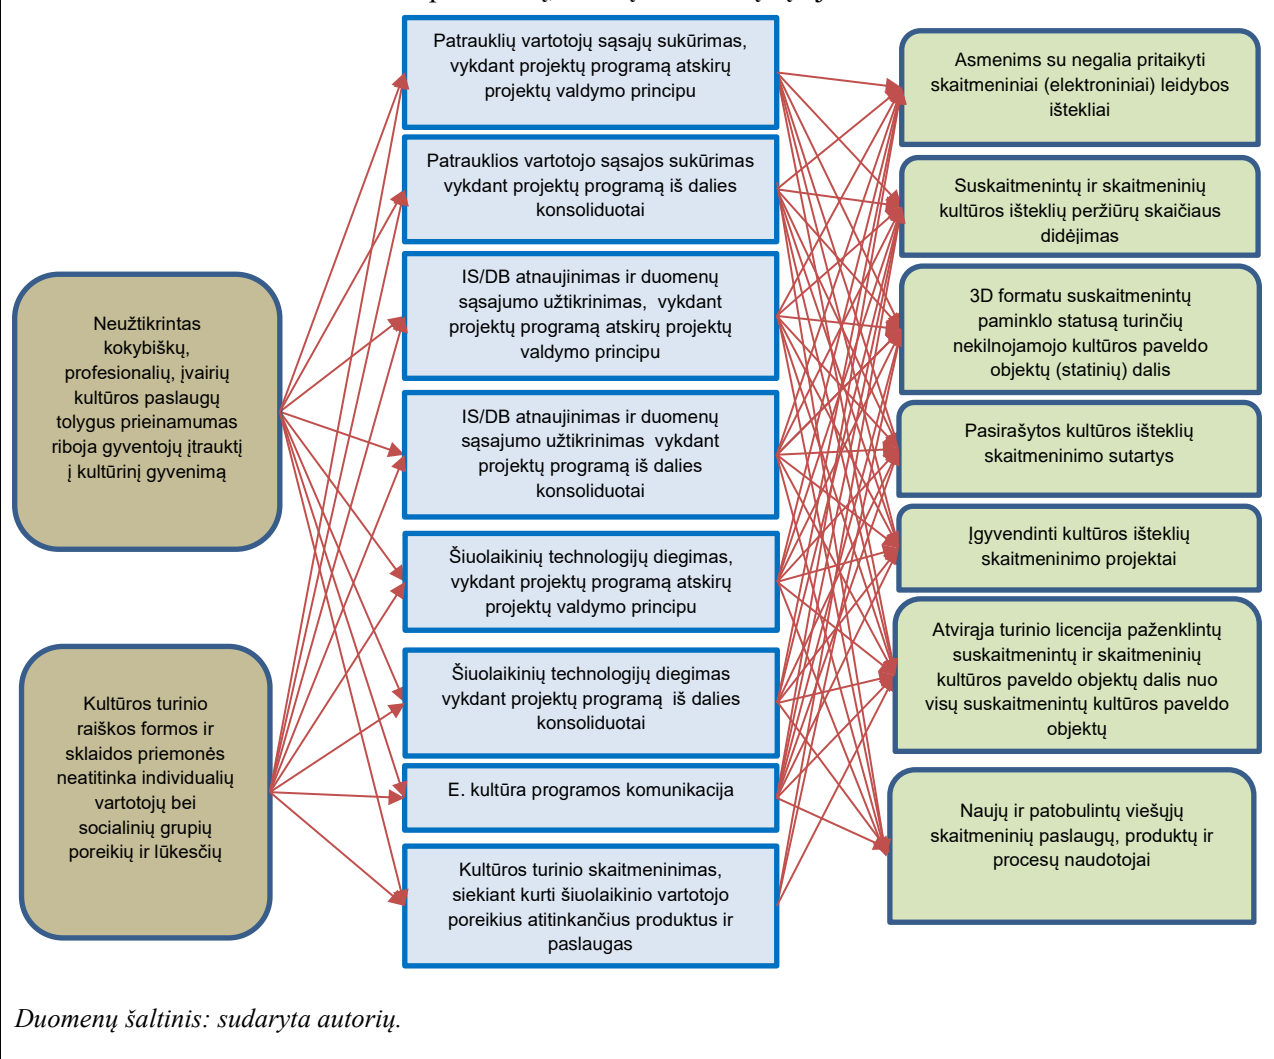 Neužtikrintas
kokybiškų,
profesionalių, įvairių
kultūros paslaugų
tolygus prieinamumas
riboja gyventojų įtrauktį
į kultūrinį gyvenimą
Kultūros turinio
raiškos formos ir
sklaidos priemonės
neatitinka individualių
vartotojų bei
socialinių grupių
poreikių ir lūkesčių
Patrauklių vartotojų sąsajų sukūrimas,
vykdant projektų programą atskirų
projektų valdymo principu
Patrauklios vartotojo sąsajos sukūrimas
vykdant projektų programą iš dalies
konsoliduotai
IS/DB atnaujinimas ir duomenų
sąsajumo užtikrinimas, vykdant
projektų programą atskirų projektų
valdymo principu
IS/DB atnaujinimas ir duomenų
sąsajumo užtikrinimas vykdant
projektų programą iš dalies
konsoliduotai
Šiuolaikinių technologijų diegimas,
vykdant projektų programą atskirų
projektų valdymo principu
Šiuolaikinių technologijų diegimas
vykdant projektų programą iš dalies
konsoliduotai
E. kultūra programos komunikacija
Kultūros turinio skaitmeninimas,
siekiant kurti šiuolaikinio vartotojo
poreikius atitinkančius produktus ir
paslaugas
Asmenims su negalia pritaikyti
skaitmeniniai (elektroniniai) leidybos
ištekliai
Suskaitmenintų ir skaitmeninių
kultūros išteklių peržiūrų skaičiaus
didėjimas
3D formatu suskaitmenintų
paminklo statusą turinčių
nekilnojamojo kultūros paveldo
objektų (statinių) dalis
Pasirašytos kultūros išteklių
skaitmeninimo sutartys
Įgyvendinti kultūros išteklių
skaitmeninimo projektai
Atvirąja turinio licencija paženklintų
suskaitmenintų ir skaitmeninių
kultūros paveldo objektų dalis nuo
visų suskaitmenintų kultūros paveldo
objektų
Naujų ir patobulintų viešųjų
skaitmeninių paslaugų, produktų ir
procesų naudotojai
Duomenų šaltinis: sudaryta autorių.